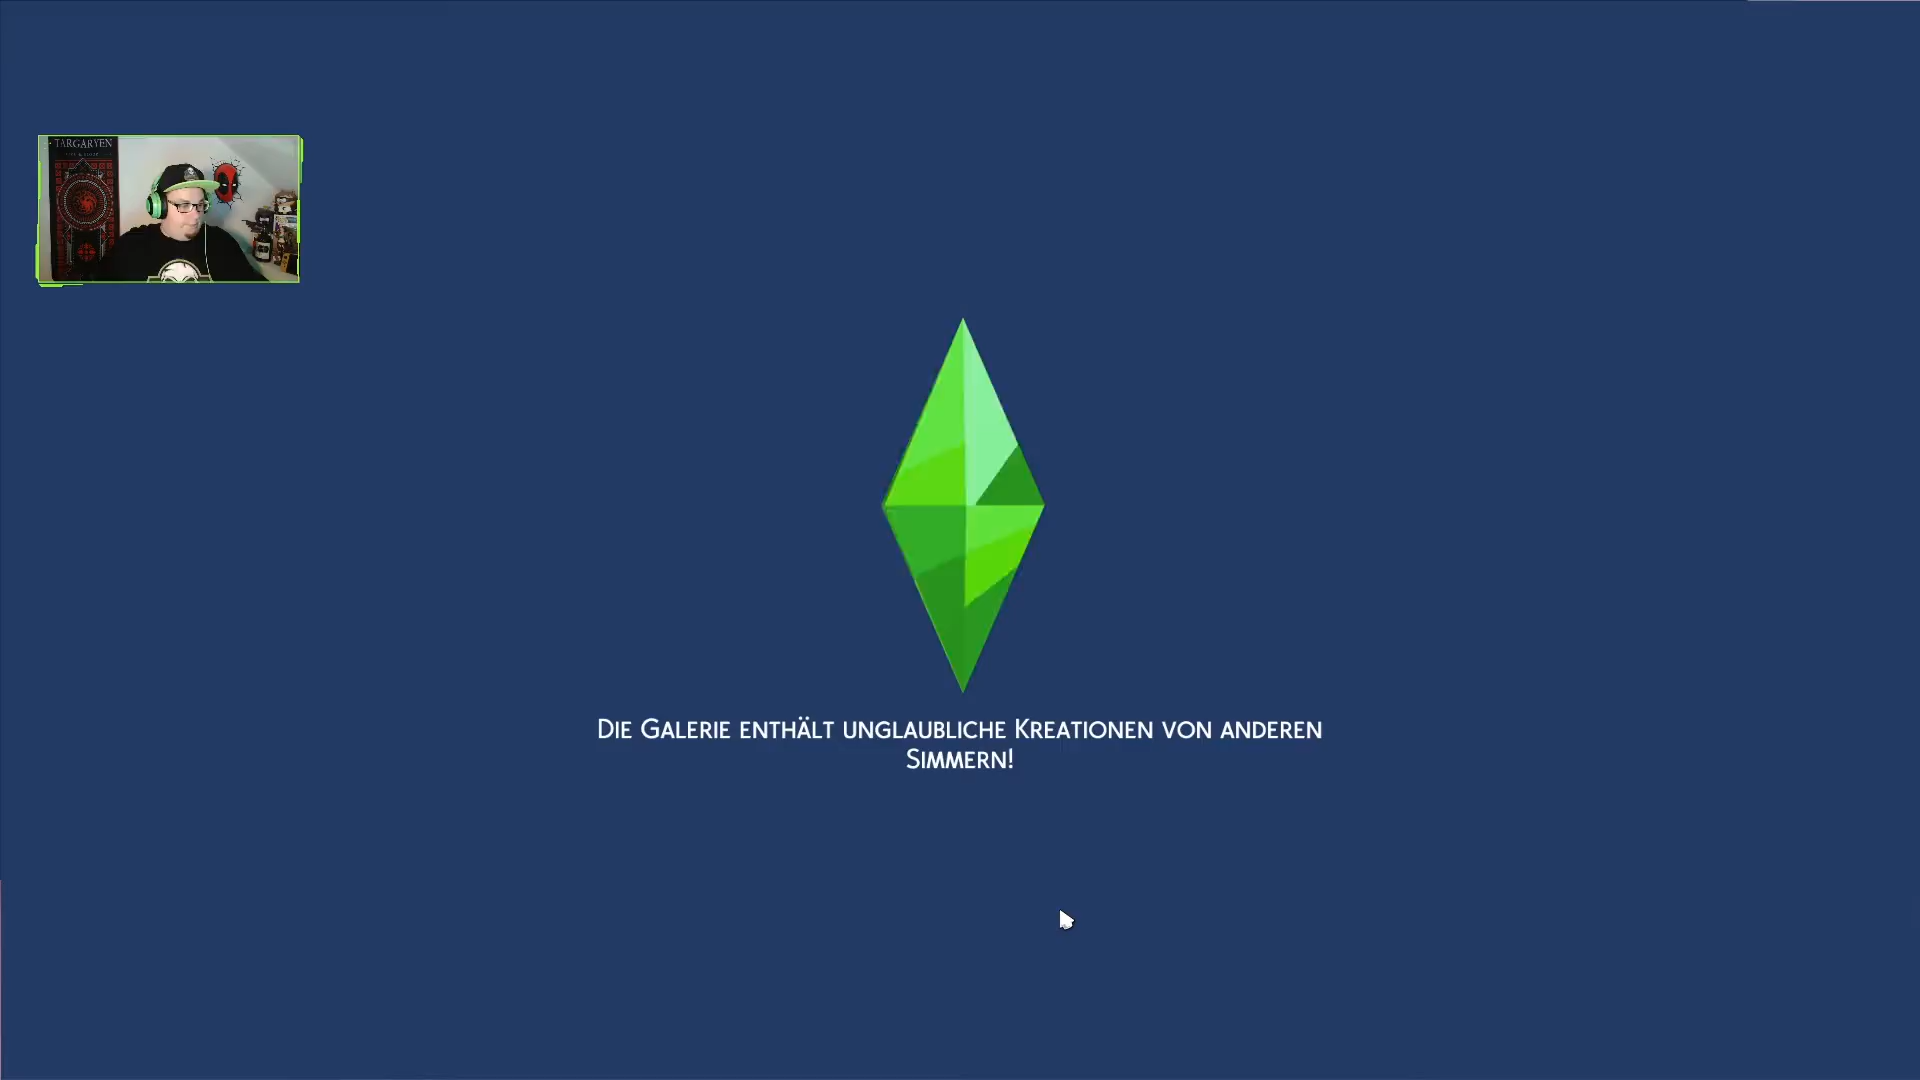 TARGARYEN
Die Galerie enthält unglaubliche Kreationen von anderen
Simmern!